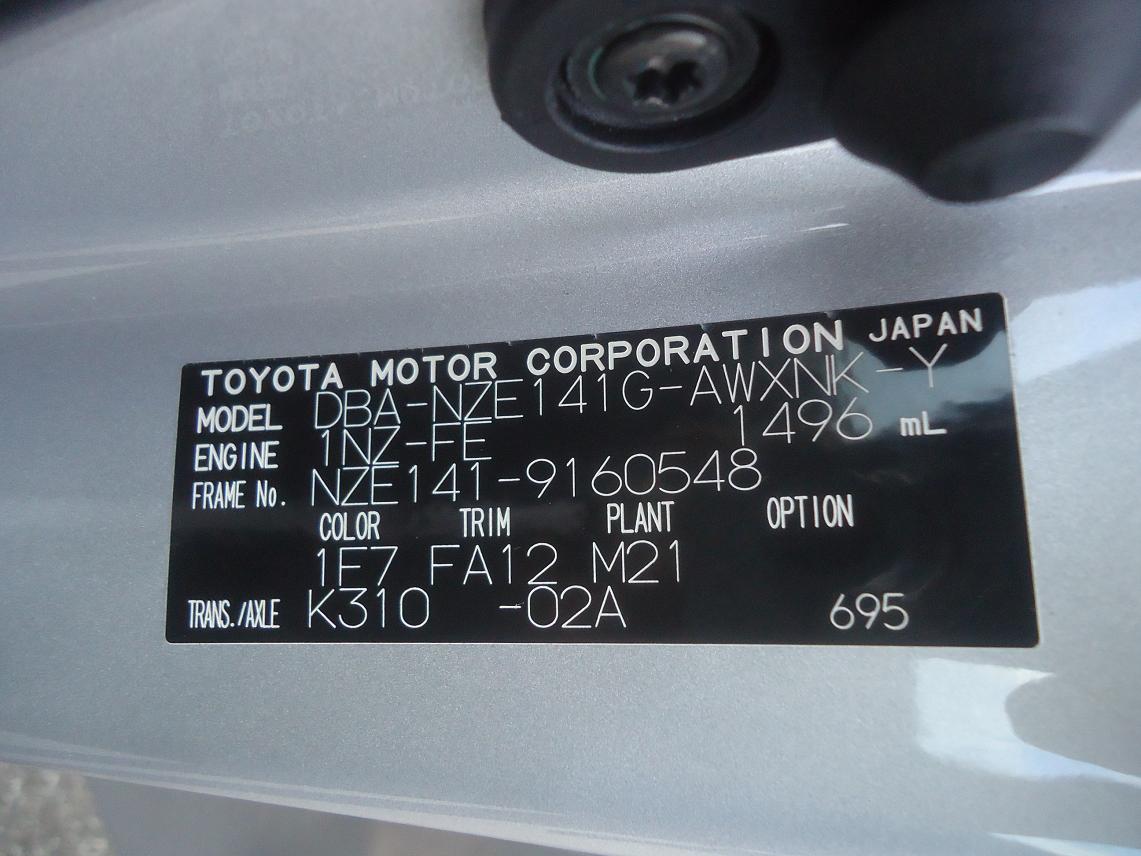 TOYOTA MOTOR CORPORATION JAPAN
MODEL DBA-NZE141G-AWXNK-Y
ENGINE 1NZ-FE 1496 mL
FRAME No. NZE141-9160548
COLOR TRIM PLANT OPTION
1F7 FA12 M21
TRANS./AXLE K310 -02A 695